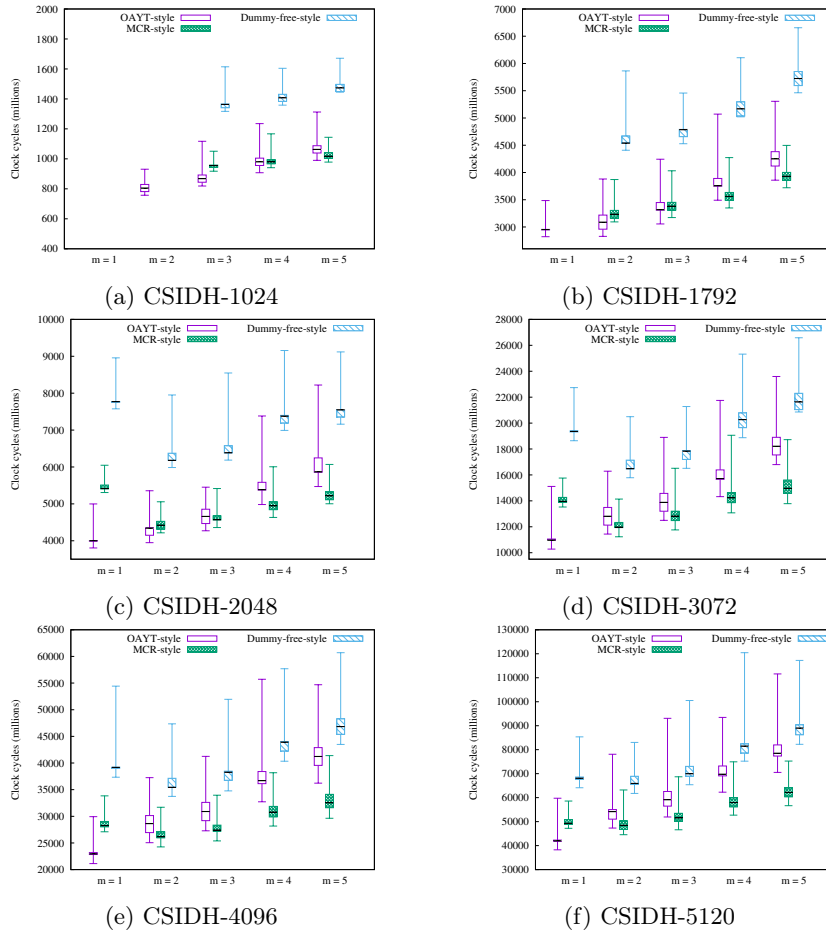 2000
1800
1600
1400
1200
1000
800
600
400
Clock cycles (millions)
OAYT-style
MCR-style
Dummy-free-style
m = 1 m = 2 m = 3 m = 4 m = 5
(a) CSIDH-1024
7000
6500
6000
5500
5000
4500
4000
3500
3000
Clock cycles (millions)
OAYT-style
MCR-style
Dummy-free-style
m = 1 m = 2 m = 3 m = 4 m = 5
(b) CSIDH-1792
10000
9000
8000
7000
6000
5000
4000
Clock cycles (millions)
OAYT-style
MCR-style
Dummy-free-style
m = 1 m = 2 m = 3 m = 4 m = 5
(c) CSIDH-2048
28000
26000
24000
22000
20000
18000
16000
14000
12000
10000
Clock cycles (millions)
OAYT-style
MCR-style
Dummy-free-style
m = 1 m = 2 m = 3 m = 4 m = 5
(d) CSIDH-3072
65000
60000
55000
50000
45000
40000
35000
30000
25000
20000
Clock cycles (millions)
OAYT-style
MCR-style
Dummy-free-style
m = 1 m = 2 m = 3 m = 4 m = 5
(e) CSIDH-4096
130000
120000
110000
100000
90000
80000
70000
60000
50000
40000
30000
Clock cycles (millions)
OAYT-style
MCR-style
Dummy-free-style
m = 1 m = 2 m = 3 m = 4 m = 5
(f) CSIDH-5120